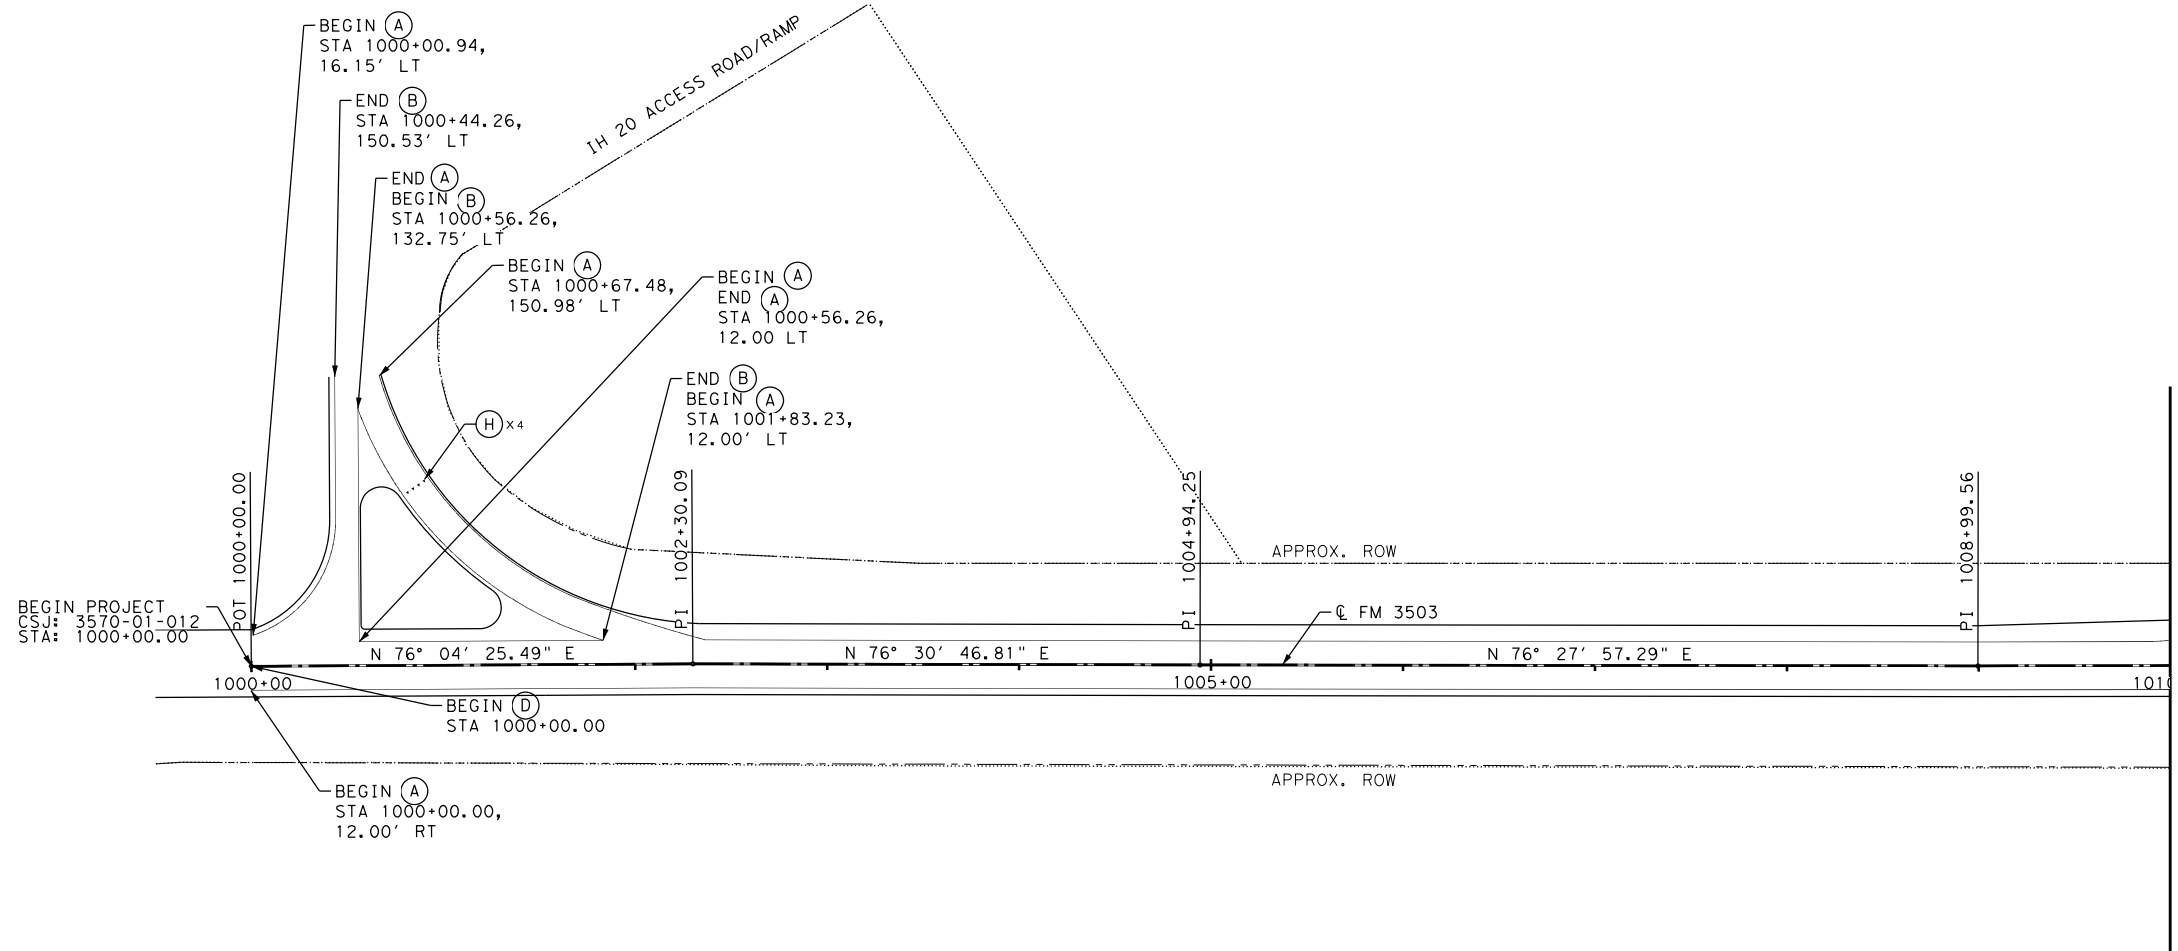 BEGIN A
STA 1000+00.94,
16.15' LT
END B
STA 1000+44.26,
150.53' LT
END A
BEGIN B
STA 1000+56.26,
132.75' LT
IH 20 ACCESS ROAD/RAMP
BEGIN A
STA 1000+67.48,
150.98' LT
BEGIN A
END A
STA 1000+56.26,
12.00 LT
END B
BEGIN A
STA 1001+83.23,
12.00' LT
H X4
POT 1000+00.00
PI 1002+30.09
PI 1004+94.25
PI 1008+99.56
APPROX. ROW
BEGIN PROJECT
CSJ: 3570-01-012
STA: 1000+00.00
℄ FM 3503
N 76° 04' 25.49" E
N 76° 30' 46.81" E
N 76° 27' 57.29" E
1000+00
1005+00
BEGIN D
STA 1000+00.00
APPROX. ROW
BEGIN A
STA 1000+00.00,
12.00' RT